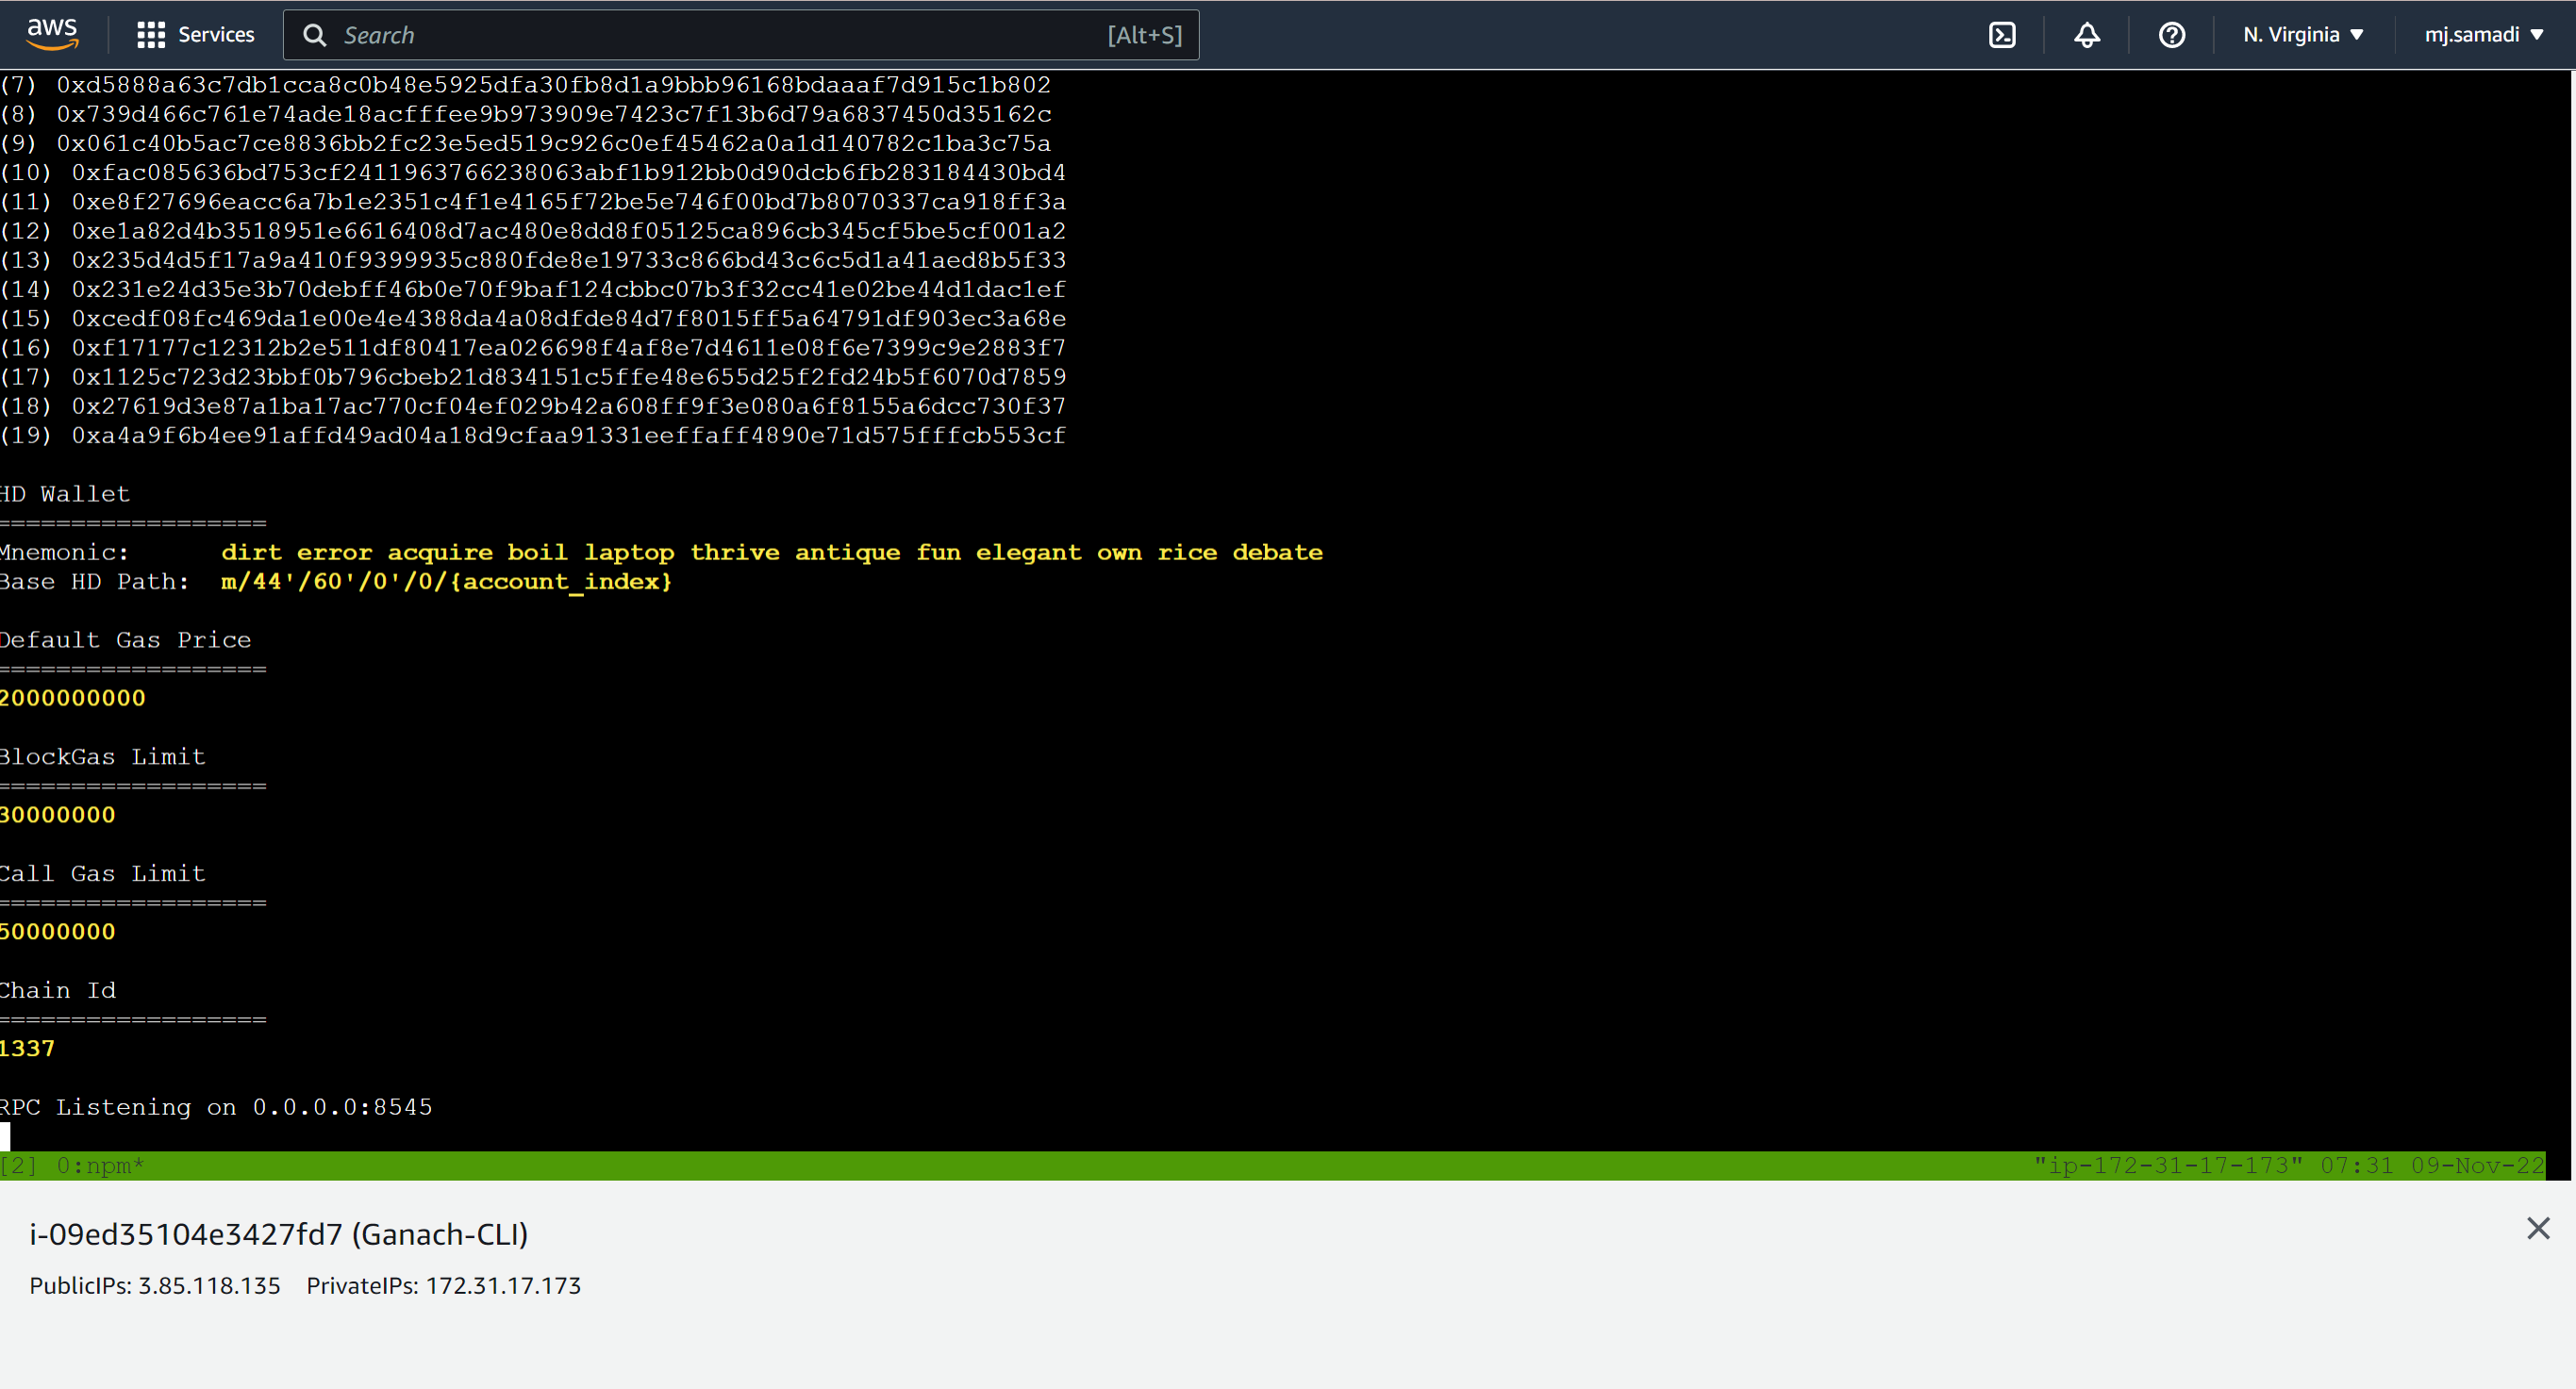 aws Services Search [Alt+S] N. Virginia mj.samadi
(7) 0xd5888a63c7db1cca8c0b48e5925dfa30fb8d1a9bbb96168bdaaaf7d915c1b802
(8) 0x739d466c761e74ade18acfffee9b973909e7423c7f13b6d79a6837450d35162c
(9) 0x061c40b5ac7ce8836bb2fc23e5ed519c926c0ef45462a0a1d140782c1ba3c75a
(10) 0xfac085636bd753cf2411963766238063abf1b912bb0d90dcb6fb283184430bd4
(11) 0xe8f27696eacc6a7b1e2351c4f1e4165f72be5e746f00bd7b8070337ca918ff3a
(12) 0xe1a82d4b3518951e6616408d7ac480e8dd8f05125ca896cb345cf5be5cf001a2
(13) 0x235d4d5f17a9a410f9399935c880fde8e19733c866bd43c6c5d1a41aed8b5f33
(14) 0x231e24d35e3b70debff46b0e70f9baf124cbbc07b3f32cc41e02be44d1dac1ef
(15) 0xcedf08fc469da1e00e4e4388da4a08dfde84d7f8015ff5a64791df903ec3a68e
(16) 0xf17177c12312b2e511df80417ea026698f4af8e7d4611e08f6e7399c9e2883f7
(17) 0x1125c723d23bbf0b796cbeb21d834151c5ffe48e655d25f2fd24b5f6070d7859
(18) 0x27619d3e87a1ba17ac770cf04ef029b42a608ff9f3e080a6f8155a6dcc730f37
(19) 0xa4a9f6b4ee91affd49ad04a18d9cfaa91331eeffaff4890e71d575fffcb553cf
HD Wallet
==================
Mnemonic: dirt error acquire boil laptop thrive antique fun elegant own rice debate
Base HD Path: m/44'/60'/0'/0/{account_index}
Default Gas Price
==================
2000000000
BlockGas Limit
==================
30000000
Call Gas Limit
==================
50000000
Chain Id
==================
1337
RPC Listening on 0.0.0.0:8545
[2] 0:npm* "ip-172-31-17-173" 07:31 09-Nov-22
i-09ed35104e3427fd7 (Ganach-CLI)
PublicIPs: 3.85.118.135 PrivateIPs: 172.31.17.173